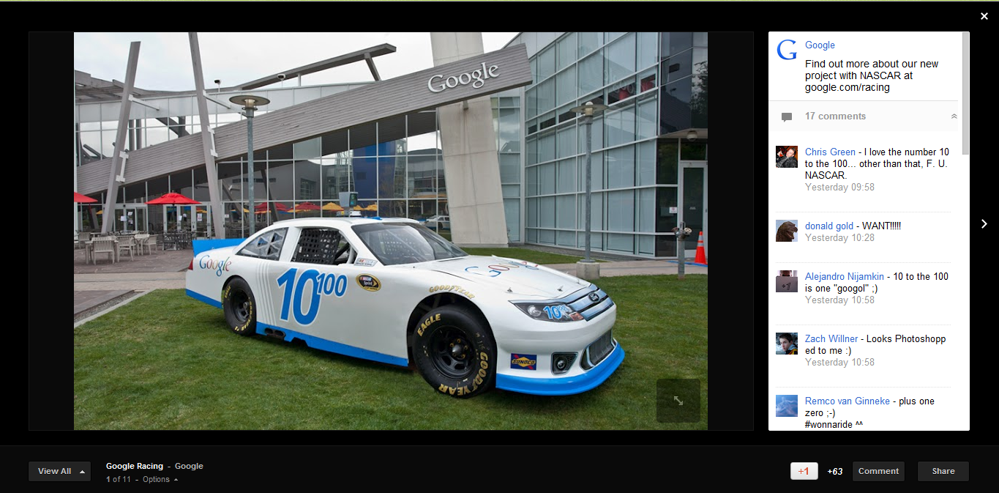 Google
Google
Google
10 100
GOODYEAR
EAGLE
GOODYEAR
10 100
SUNOCO
G
Google
Find out more about our new
project with NASCAR at
google.com/racing
17 comments
Chris Green - I love the number 10
to the 100... other than that, F. U.
NASCAR.
Yesterday 09:58
donald gold - WANT!!!!!
Yesterday 10:28
Alejandro Nijamkin - 10 to the 100
is one "googol" ;)
Yesterday 10:58
Zach Willner - Looks Photoshopp
ed to me :)
Yesterday 10:58
Remco van Ginneke - plus one
zero ;-)
#wonnaride ^^
View All
Google Racing - Google
1 of 11 - Options
+1
+63
Comment
Share